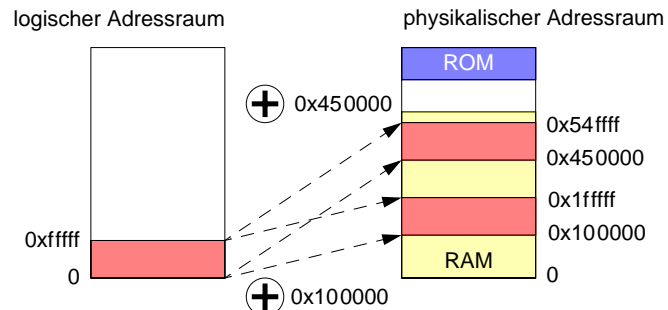 logischer Adressraum
physikalischer Adressraum
ROM
0x450000
0x54ffff
0x450000
0x1fffff
0xfffff
0x100000
0
RAM
0
0x100000